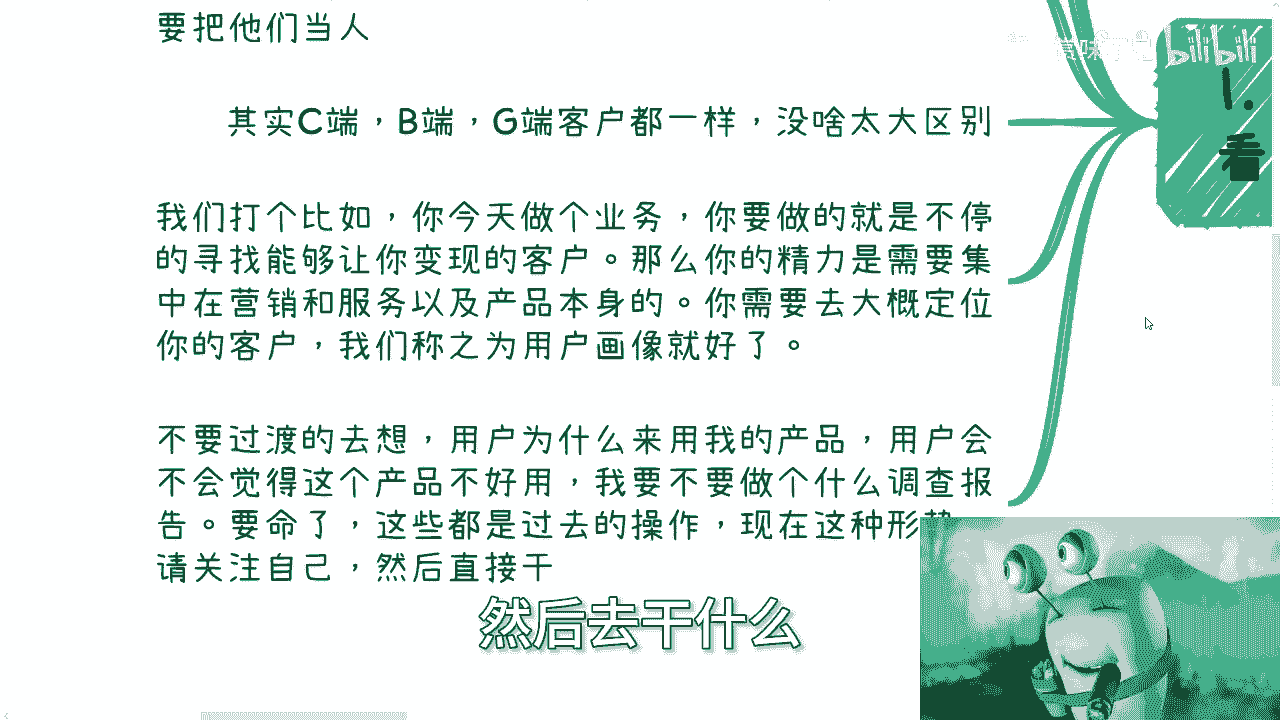 要把他们当人
其实C端，B端，G端客户都一样，没啥太大区别
我们打个比如，你今天做个业务，你要做的就是不停
的寻找能够让你变现的客户。那么你的精力是需要集
中在营销和服务以及产品本身的。你需要去大概定位
你的客户，我们称之为用户画像就好了。
不要过渡的去想，用户为什么来用我的产品，用户会
不会觉得这个产品不好用，我要不要做个什么调查报
告。要命了，这些都是过去的操作，现在这种形
请关注自己，然后直接干
然后去干什么
bilibili
1.
看